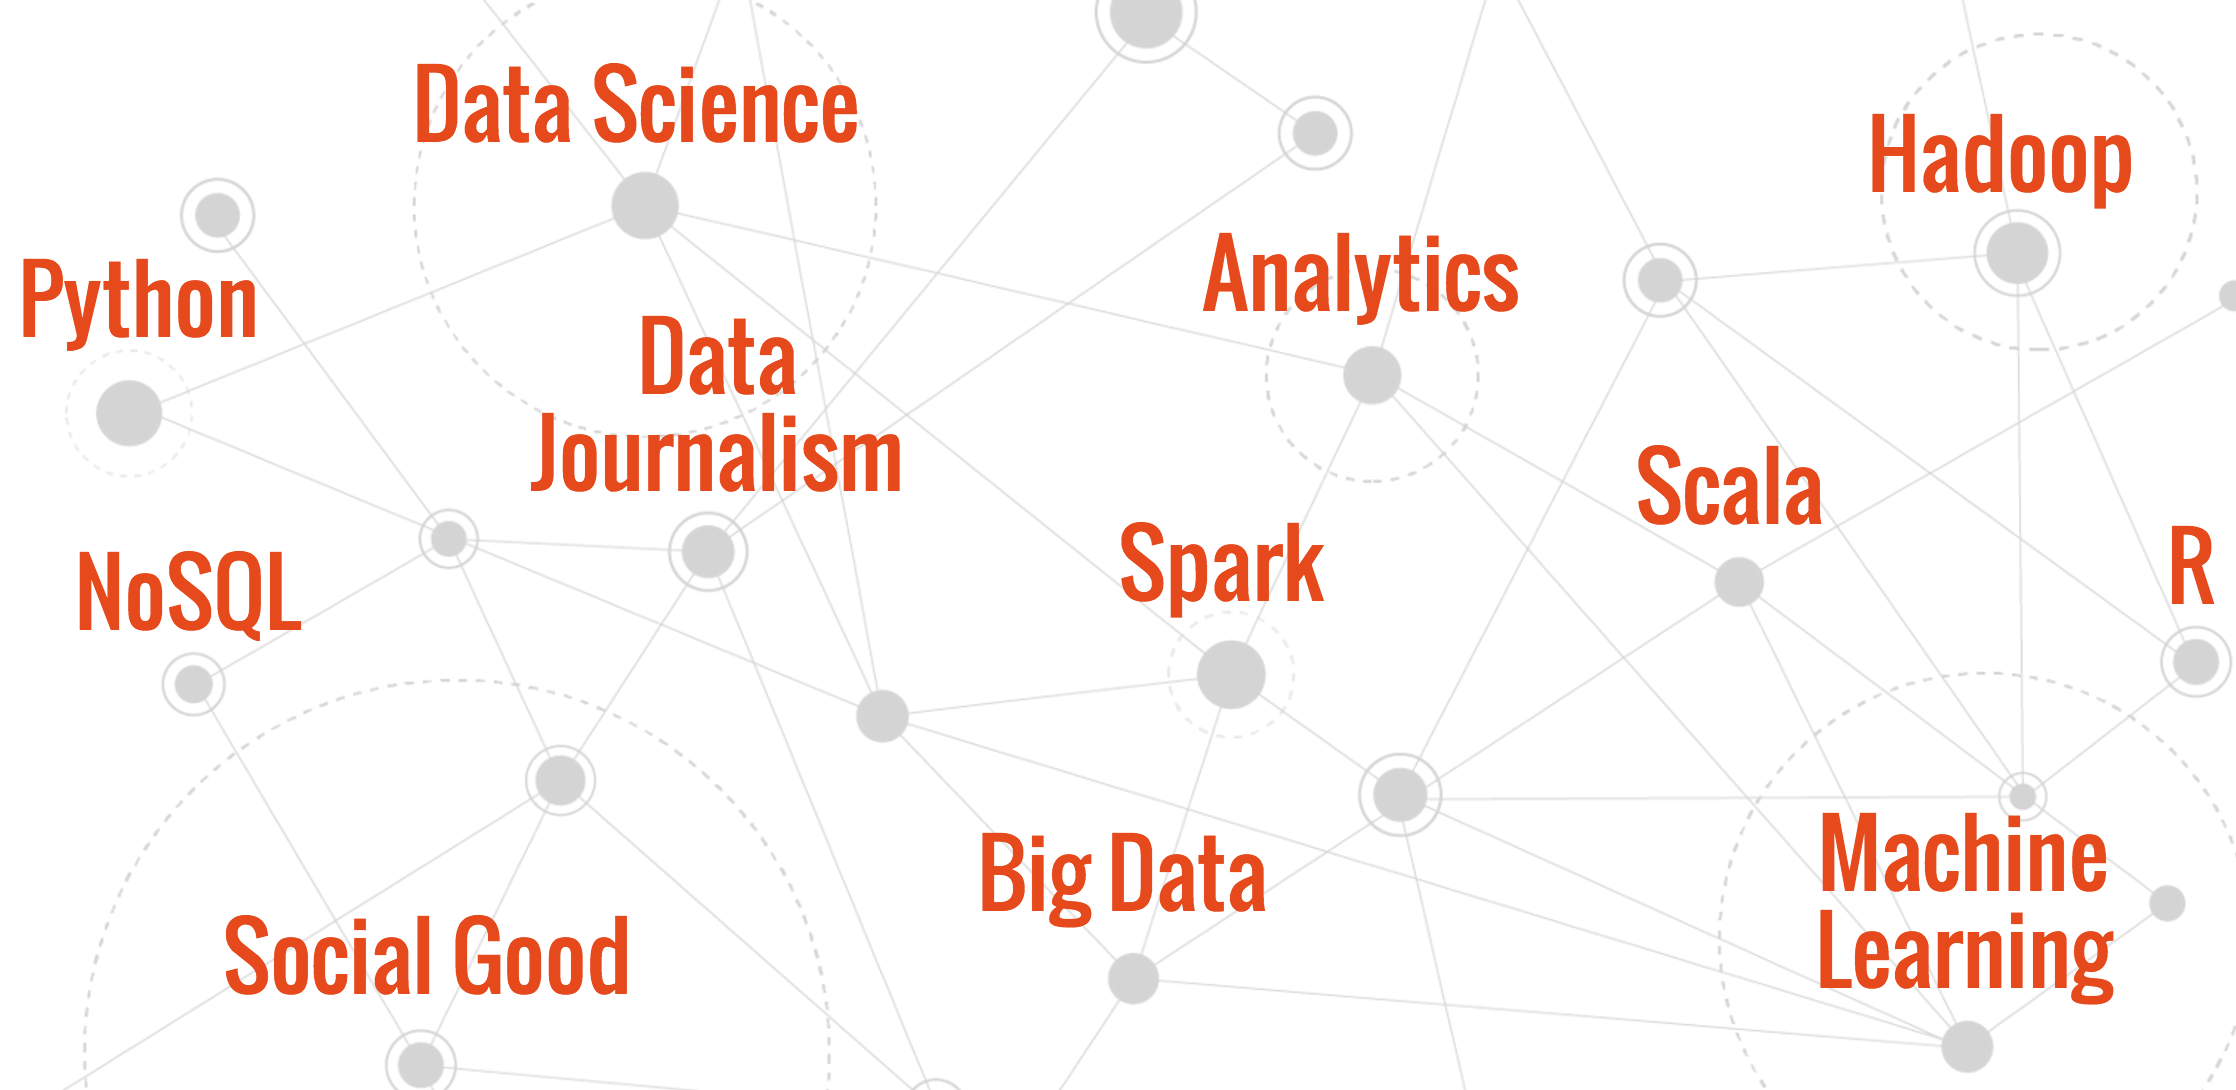 Data Science
Hadoop
Python
Analytics
Data
Journalism
Scala
NoSQL
Spark
R
Big Data
Machine
Learning
Social Good